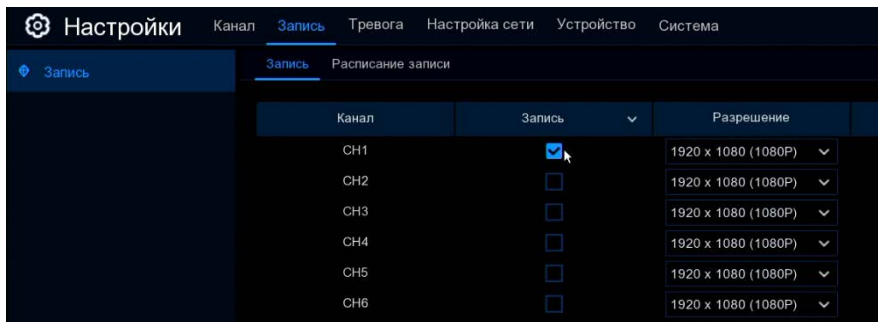 Настройки Канал Запись Тревога Настройка сети Устройство Система
Запись Запись Расписание записи
Канал Запись Разрешение
CH1 1920 x 1080 (1080P)
CH2 1920 x 1080 (1080P)
CH3 1920 x 1080 (1080P)
CH4 1920 x 1080 (1080P)
CH5 1920 x 1080 (1080P)
CH6 1920 x 1080 (1080P)